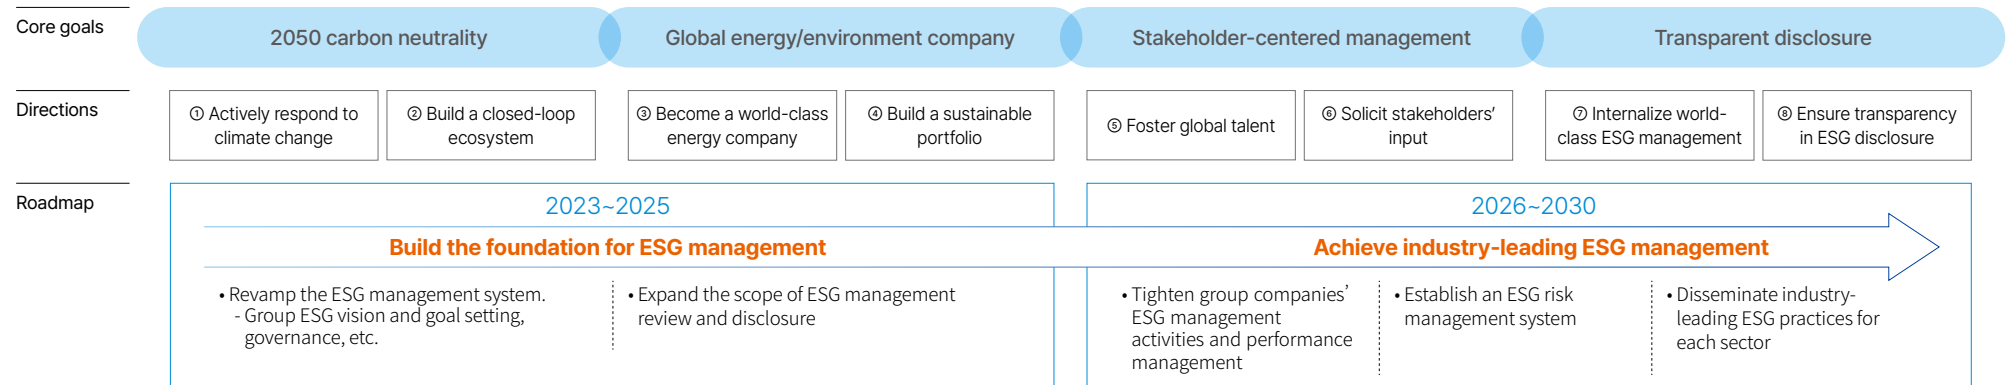 Core goals
2050 carbon neutrality
Global energy/environment company
Stakeholder-centered management
Transparent disclosure
Directions
① Actively respond to
climate change
② Build a closed-loop
ecosystem
③ Become a world-class
energy company
④ Build a sustainable
portfolio
⑤ Foster global talent
⑥ Solicit stakeholders’
input
⑦ Internalize world-
class ESG management
⑧ Ensure transparency
in ESG disclosure
Roadmap
2023~2025
Build the foundation for ESG management
• Revamp the ESG management system.
- Group ESG vision and goal setting,
governance, etc.
• Expand the scope of ESG management
review and disclosure
2026~2030
Achieve industry-leading ESG management
• Tighten group companies’
ESG management
activities and performance
management
• Establish an ESG risk
management system
• Disseminate industry-
leading ESG practices for
each sector